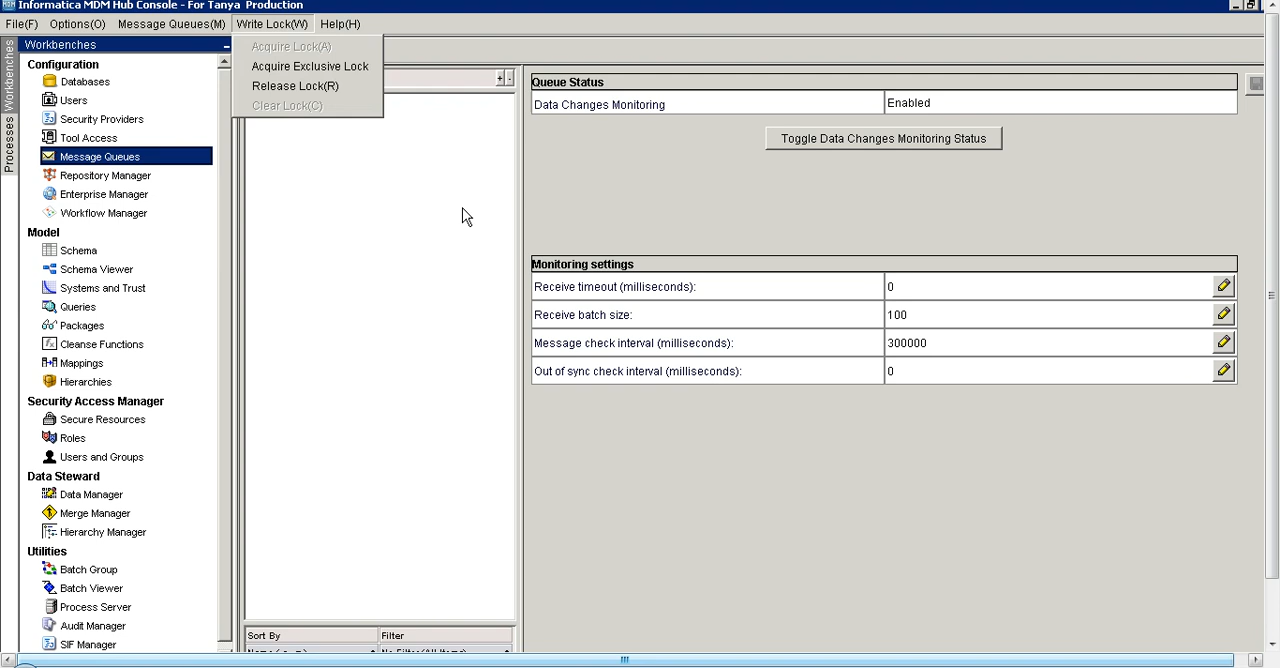 Informatica MDM Hub Console - For Tanya Production
File(F) Options(O) Message Queues(M) Write Lock(W) Help(H)
Workbenches
Processes
Workbenches
Configuration
Databases
Users
Security Providers
Tool Access
Message Queues
Repository Manager
Enterprise Manager
Workflow Manager
Model
Schema
Schema Viewer
Systems and Trust
Queries
Packages
Cleanse Functions
Mappings
Hierarchies
Security Access Manager
Secure Resources
Roles
Users and Groups
Data Steward
Data Manager
Merge Manager
Hierarchy Manager
Utilities
Batch Group
Batch Viewer
Process Server
Audit Manager
SIF Manager
Acquire Lock(A)
Acquire Exclusive Lock
Release Lock(R)
Clear Lock(C)
+ -
Sort By Filter
No Filter(All Items)
Queue Status
Data Changes Monitoring Enabled
Toggle Data Changes Monitoring Status
Monitoring settings
Receive timeout (milliseconds): 0
Receive batch size: 100
Message check interval (milliseconds): 300000
Out of sync check interval (milliseconds): 0